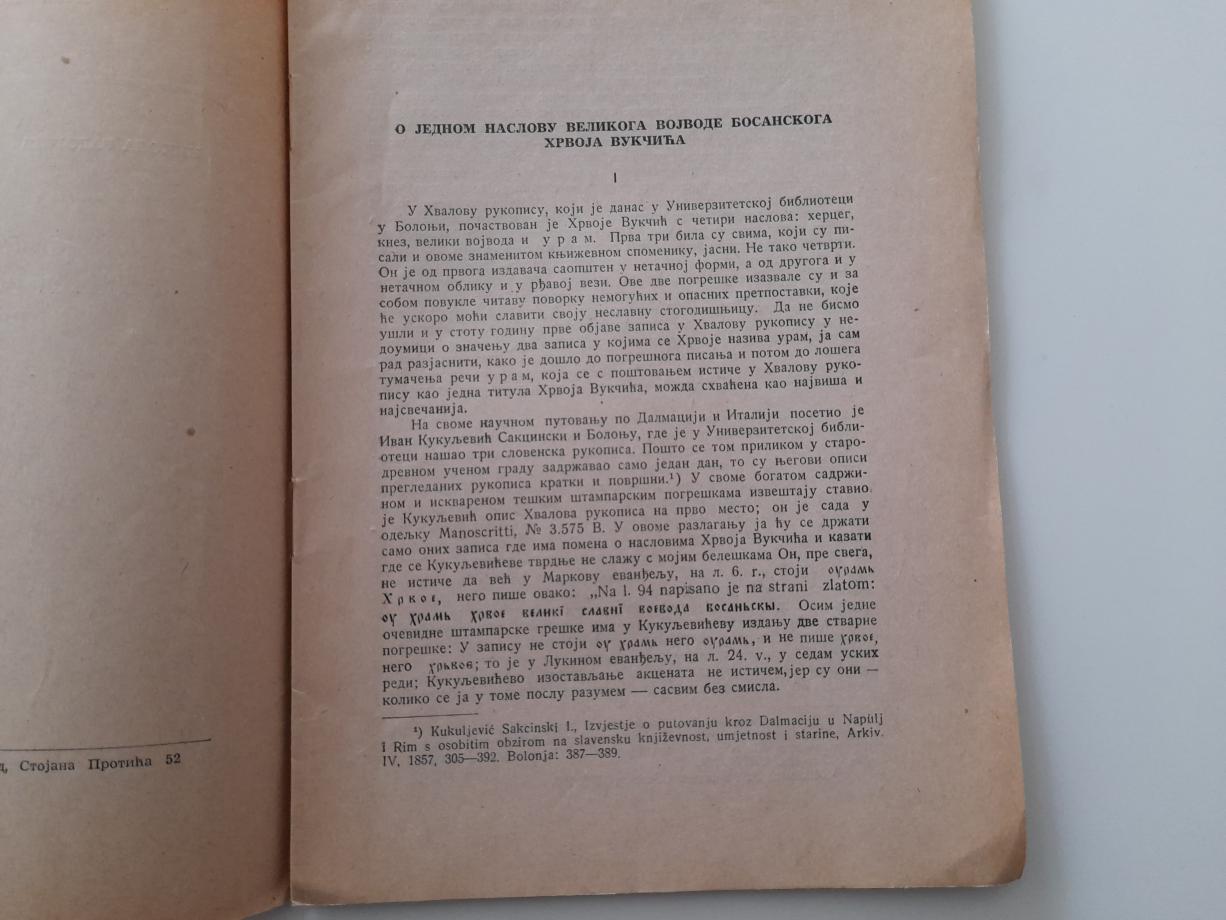 О ЈЕДНОМ НАСЛОВУ ВЕЛИКОГА ВОЈВОДЕ БОСАНСКОГА
ХРВОЈА ВУКЧИЋА
I
У Хвалову рукопису, који је данас у Универзитетској библиотеци
у Болоњи, почаствован је Хрвоје Вукчић с четири наслова: херцег,
кнез, велики војвода и у р а м. Прва три била су свима, који су пи-
сали и овоме знаменитом књижевном споменику, јасни. Не тако четврти.
Он је од првога издавача саопштен у нетачној форми, а од другога и у
нетачном облику и у рђавој вези. Ове две погрешке изазвале су и за
собом повукле читаву поворку немогућих и опасних претпоставки, које
ће ускоро моћи славити своју неславну стогодишњицу. Да не бисмо
ушли и у стоту годину прве објаве записа у Хвалову рукопису у не-
доумици о значењу два записа у којима се Хрвоје назива урам, ја сам
рад разјаснити, како је дошло до погрешнога писања и потом до лошега
тумачења речи у р а м, која се с поштовањем истиче у Хвалову руко-
пису као једна титула Хрвоја Вукчића, можда схваћена као највиша и
најсвечанија.
На своме научном путовању по Далмацији и Италији посетио је
Иван Кукуљевић Сакцински и Болоњу, где је у Универзитетској библи-
отеци нашао три словенска рукописа. Пошто се том приликом у старо-
древном ученом граду задржавао само један дан, то су његови описи
прегледаних рукописа кратки и површни.¹) У своме богатом садржи-
ном и искварeном тешким штампарским погрешкама извештају ставио
је Кукуљевић опис Хвалова рукописа на прво место; он је сада у
одељку Manoscritti, № 3.575 B. У овоме разлагању ја ћу се држати
само оних записа где има помена о насловима Хрвоја Вукчића и казати
где се Кукуљевићеве тврдње не слажу с мојим белешкама Он, пре свега,
не истиче да већ у Маркову еванђељу, на л. 6. r., стоји оурамь
Х р в о е, него пише овако: „Na l. 94 napisano je na strani zlatom:
оу храмь хрвое великї славнї воевода босаньскы. Осим једне
очевидне штампарске грешке има у Кукуљевићеву издању две стварне
погрешке: У запису не стоји оу храмь него оурамь, и не пише хрвое,
него хрьвое; то је у Лукином еванђељу, на л. 24. v., у седам уских
реди; Кукуљевићево изостављање акцената не истичем, јер су они —
колико се ја у томе послу разумем — сасвим без смисла.
¹) Kukuljević Sakcinski I., Izvjestje o putovanju kroz Dalmaciju u Napulj
i Rim s osobitim obzirom na slavensku književnost, umjetnost i starine, Arkiv.
IV, 1857, 305—392. Bolonja: 387—389.
д, Стојана Протића 52